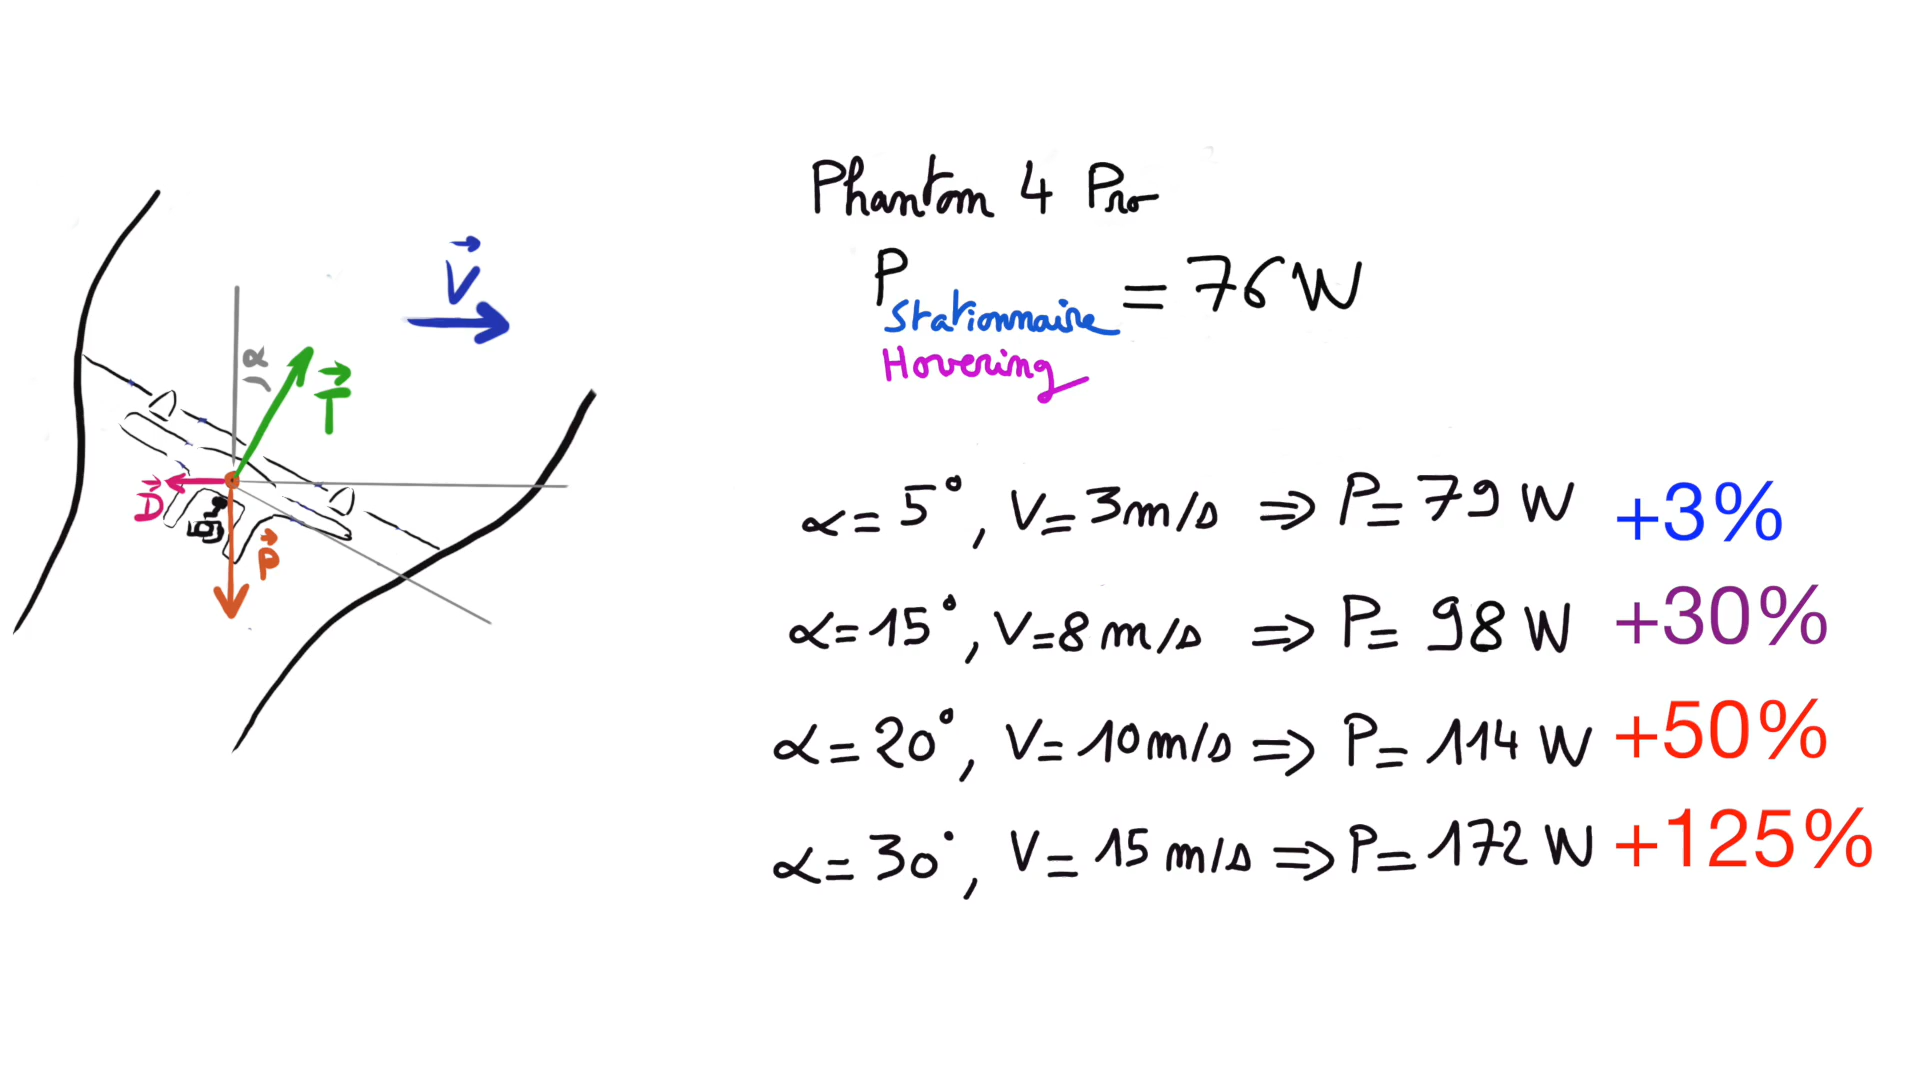 Phantom 4 Pro
P Stationnaire = 76 W
Hovering
V
α
T
D
P
α = 5°, V = 3 m/s ⇒ P = 79 W +3%
α = 15°, V = 8 m/s ⇒ P = 98 W +30%
α = 20°, V = 10 m/s ⇒ P = 114 W +50%
α = 30°, V = 15 m/s ⇒ P = 172 W +125%